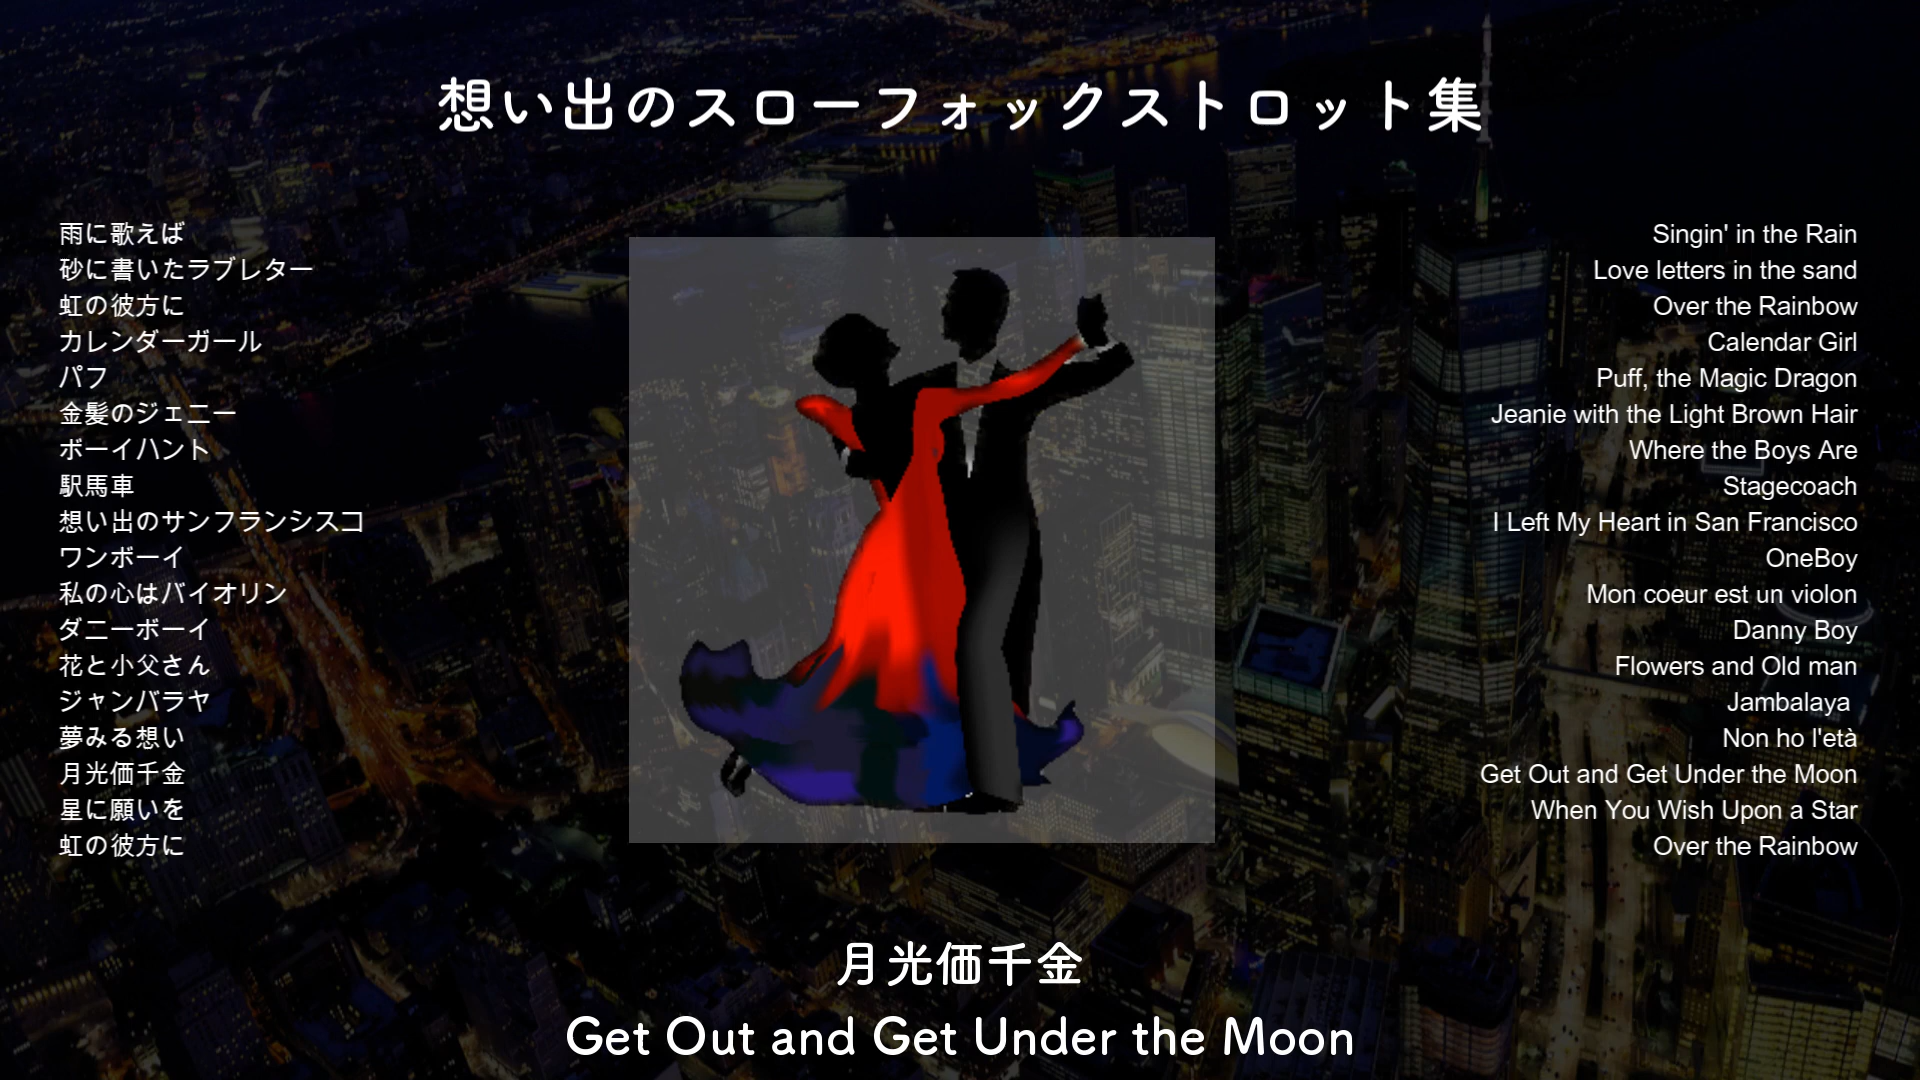 想い出のスローフォックストロット集
雨に歌えば
砂に書いたラブレター
虹の彼方に
カレンダーガール
パフ
金髪のジェニー
ボーイハント
駅馬車
想い出のサンフランシスコ
ワンボーイ
私の心はバイオリン
ダニーボーイ
花と小父さん
ジャンバラヤ
夢みる想い
月光価千金
星に願いを
虹の彼方に
Singin' in the Rain
Love letters in the sand
Over the Rainbow
Calendar Girl
Puff, the Magic Dragon
Jeanie with the Light Brown Hair
Where the Boys Are
Stagecoach
I Left My Heart in San Francisco
OneBoy
Mon coeur est un violon
Danny Boy
Flowers and Old man
Jambalaya
Non ho l'età
Get Out and Get Under the Moon
When You Wish Upon a Star
Over the Rainbow
月光価千金
Get Out and Get Under the Moon